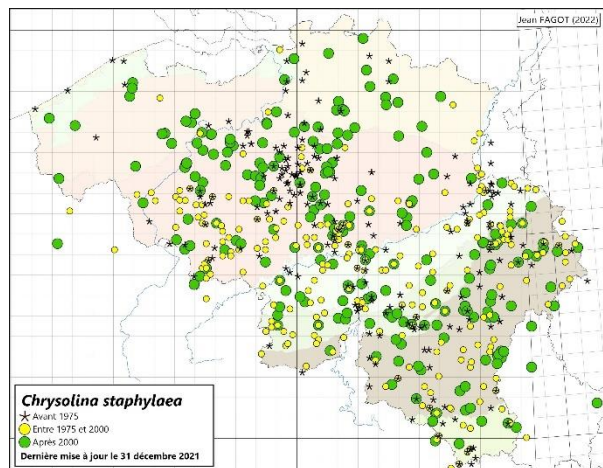 Jean FAGOT (2022)
Chrysolina staphylaea
Avant 1975
Entre 1975 et 2000
Après 2000
Dernière mise à jour le 31 décembre 2021